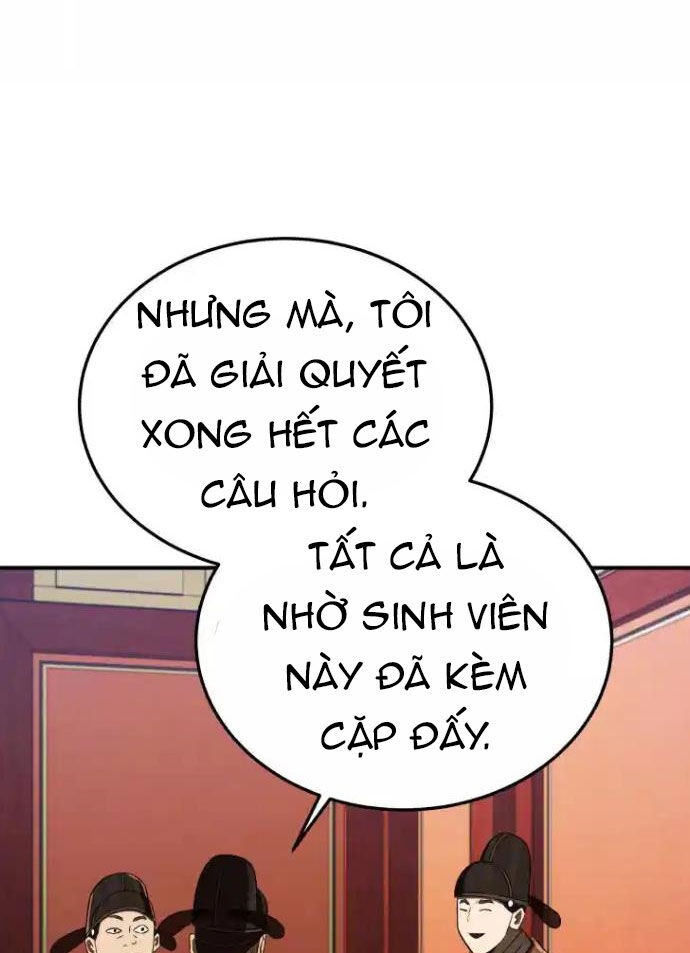 NHƯNG MÀ, TÔI
ĐÃ GIẢI QUYẾT
XONG HẾT CÁC
CÂU HỎI.
TẤT CẢ LÀ
NHỜ SINH VIÊN
NÀY ĐÃ KÈM
CẶP ĐẤY.